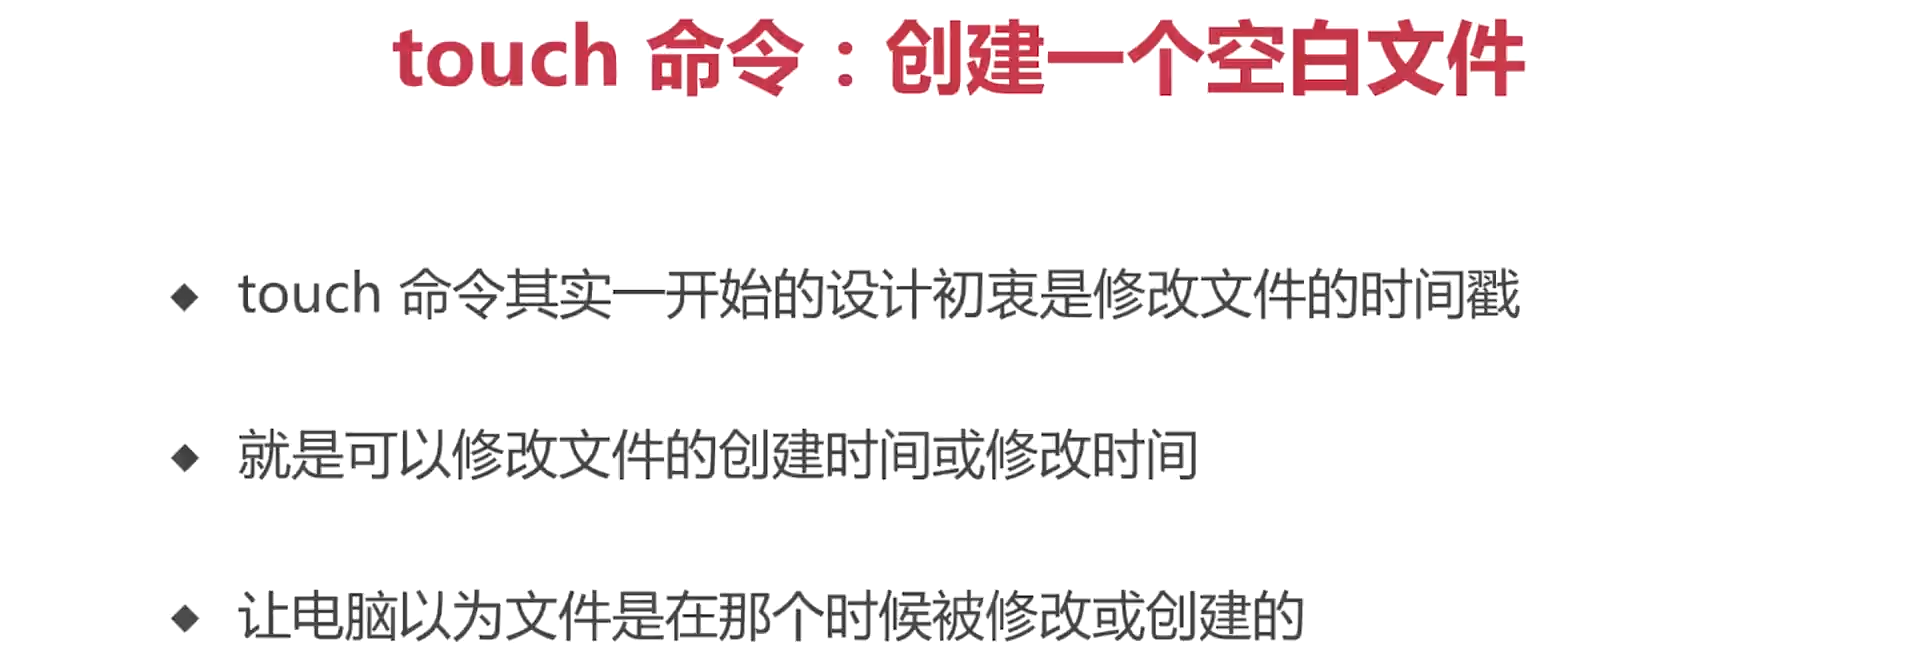 touch 命令：创建一个空白文件
◆ touch 命令其实一开始的设计初衷是修改文件的时间戳
◆ 就是可以修改文件的创建时间或修改时间
◆ 让电脑以为文件是在那个时候被修改或创建的